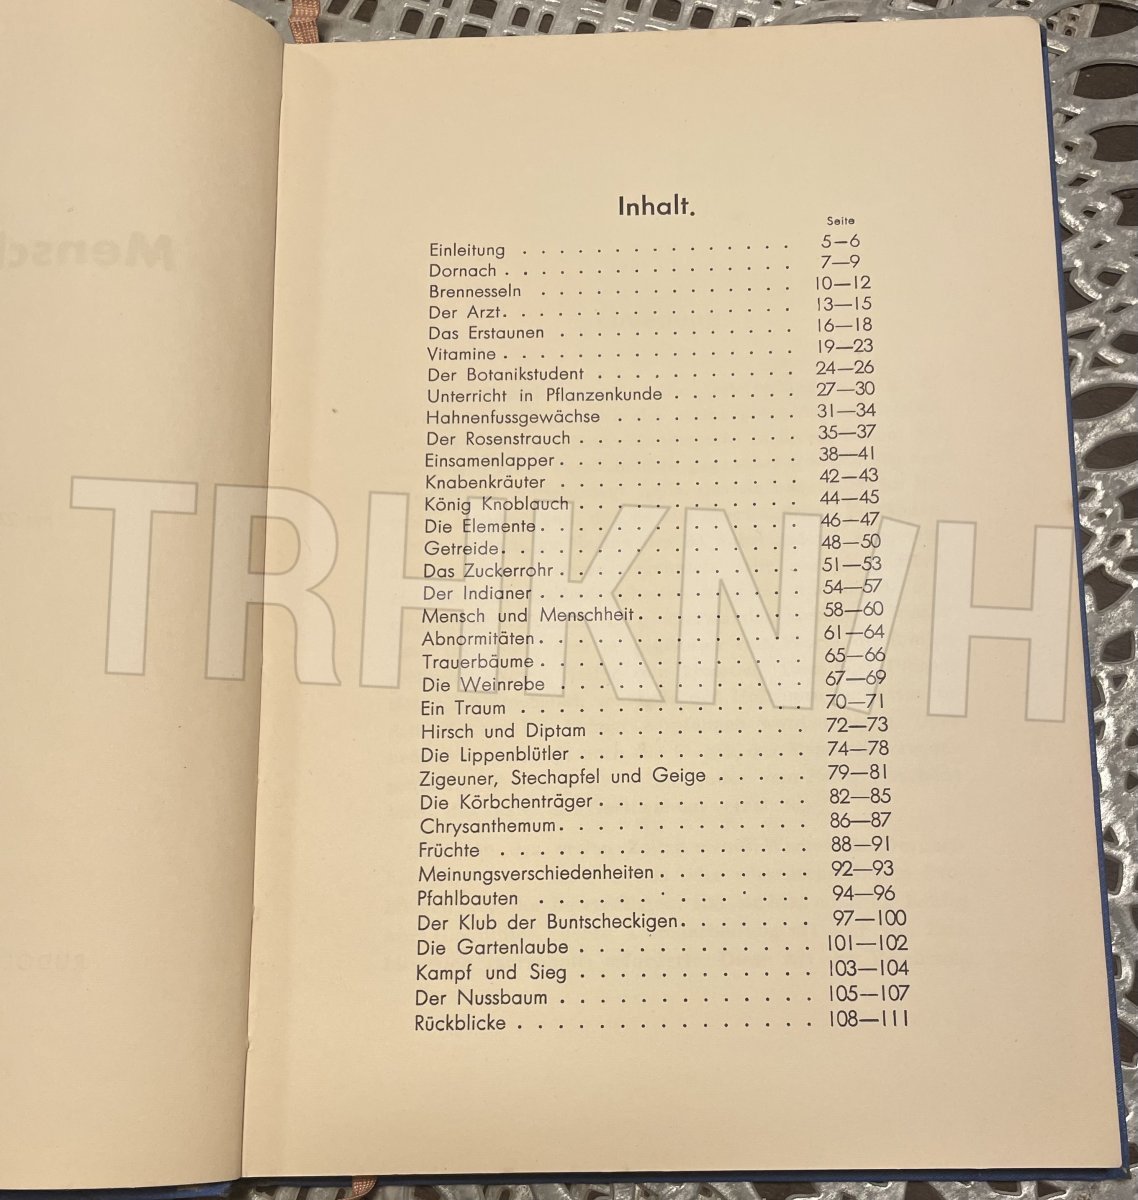 Inhalt.
Seite
Einleitung . . . . . . . . . . . . . . . 5—6
Dornach . . . . . . . . . . . . . . . . 7—9
Brennesseln . . . . . . . . . . . . . . 10—12
Der Arzt. . . . . . . . . . . . . . . . 13—15
Das Erstaunen . . . . . . . . . . . . . 16—18
Vitamine . . . . . . . . . . . . . . . . 19—23
Der Botanikstudent . . . . . . . . . . . 24—26
Unterricht in Pflanzenkunde . . . . . . . 27—30
Hahnenfussgewächse . . . . . . . . . . 31—34
Der Rosenstrauch . . . . . . . . . . . . 35—37
Einsamenlapper . . . . . . . . . . . . . 38—41
Knabenkräuter . . . . . . . . . . . . . 42—43
König Knoblauch . . . . . . . . . . . . 44—45
Die Elemente . . . . . . . . . . . . . . 46—47
Getreide. . . . . . . . . . . . . . . . 48—50
Das Zuckerrohr . . . . . . . . . . . . . 51—53
Der Indianer . . . . . . . . . . . . . . 54—57
Mensch und Menschheit . . . . . . . . . 58—60
Abnormitäten . . . . . . . . . . . . . . 61—64
Trauerbäume . . . . . . . . . . . . . . 65—66
Die Weinrebe . . . . . . . . . . . . . 67—69
Ein Traum . . . . . . . . . . . . . . . 70—71
Hirsch und Diptam . . . . . . . . . . . 72—73
Die Lippenblütler . . . . . . . . . . . . 74—78
Zigeuner, Stechapfel und Geige . . . . . 79—81
Die Körbchenträger . . . . . . . . . . . 82—85
Chrysanthemum . . . . . . . . . . . . . 86—87
Früchte . . . . . . . . . . . . . . . . 88—91
Meinungsverschiedenheiten . . . . . . . . 92—93
Pfahlbauten . . . . . . . . . . . . . . 94—96
Der Klub der Buntscheckigen . . . . . . . 97—100
Die Gartenlaube . . . . . . . . . . . . 101—102
Kampf und Sieg . . . . . . . . . . . . 103—104
Der Nussbaum . . . . . . . . . . . . . 105—107
Rückblicke . . . . . . . . . . . . . . . 108—111
TRHKN/H